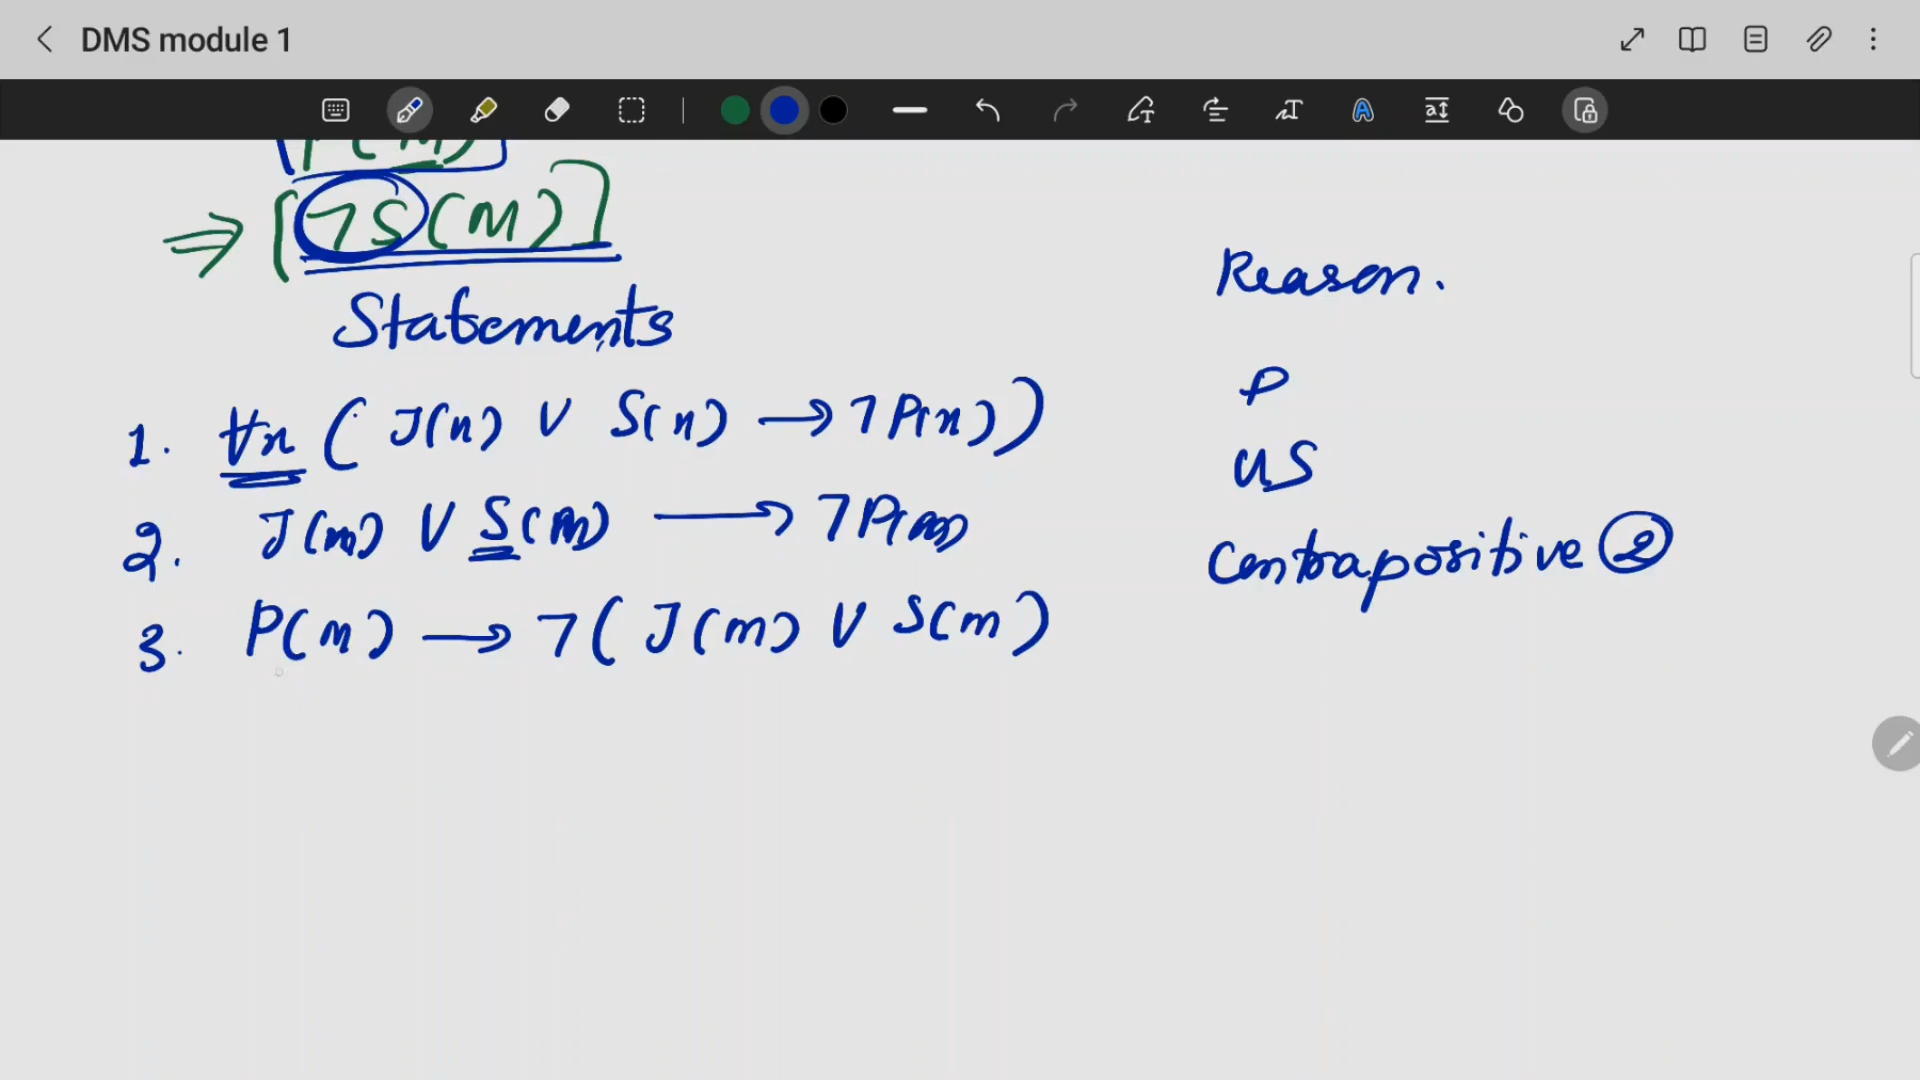 DMS module 1
P(M)
⇒ [¬S(M)]
Statements
Reason.
1. ∀x ( J(x) ∨ S(x) → ¬P(x))
P
2. J(m) ∨ S(m) → ¬P(m)
US
3. P(m) → ¬( J(m) ∨ S(m)
Contrapositive ②